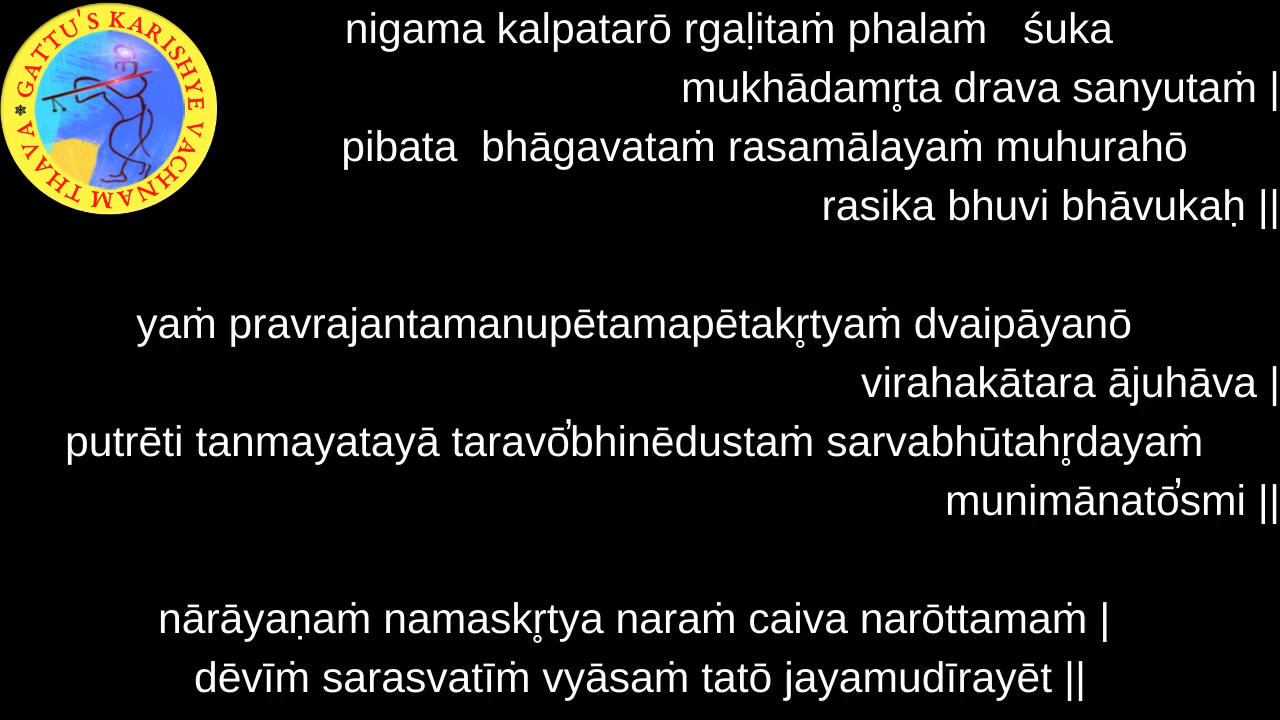 GATTU'S KARISHYE VACHNAM THAVA
nigama kalpatarō rgaḷitaṁ phalaṁ śuka
mukhādamr̥ta drava sanyutaṁ |
pibata bhāgavataṁ rasamālayaṁ muhurahō
rasika bhuvi bhāvukaḥ ||
yaṁ pravrajantamanupētamapētakr̥tyaṁ dvaipāyanō
virahakātara ājuhāva |
putrēti tanmayatayā taravō̕bhinēdustaṁ sarvabhūtahr̥dayaṁ
munimānatō̕smi ||
nārāyaṇaṁ namaskr̥tya naraṁ caiva narōttamaṁ |
dēvīṁ sarasvatīṁ vyāsaṁ tatō jayamudīrayēt ||